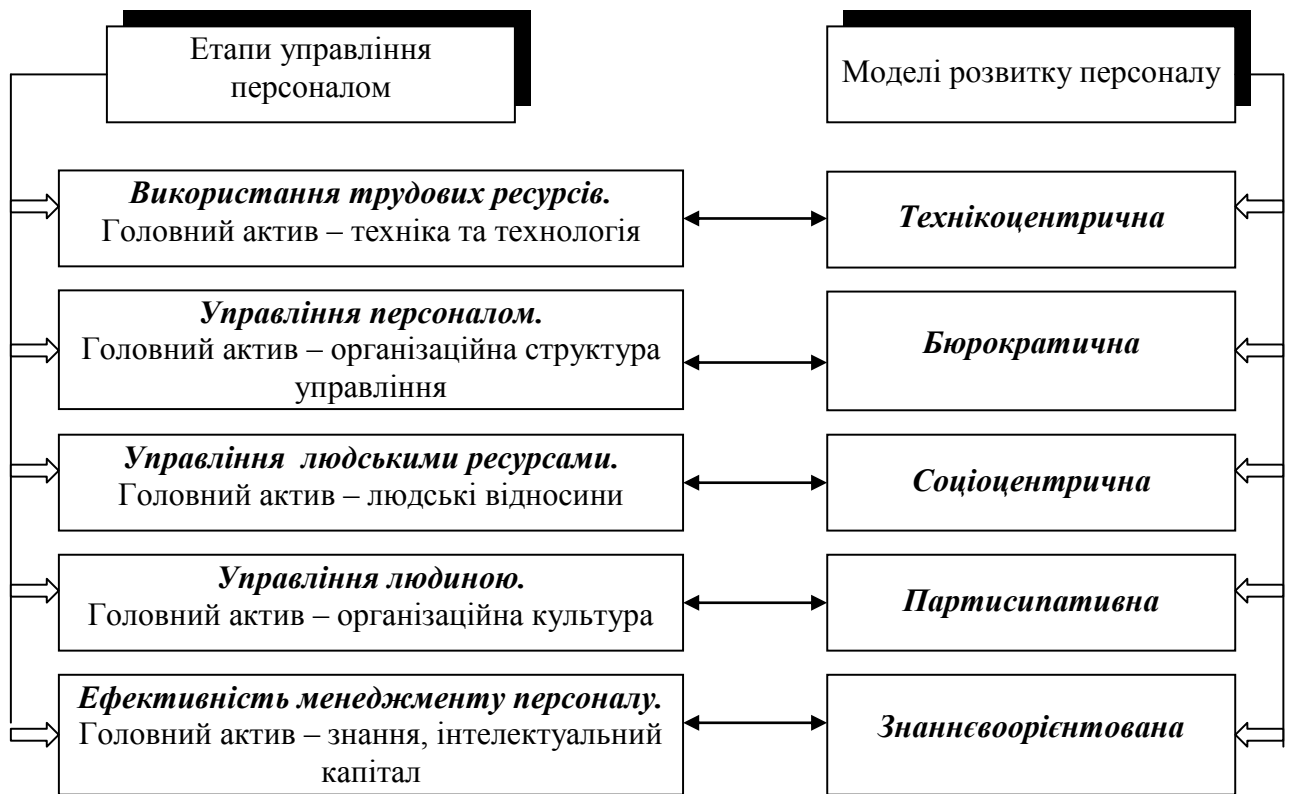 Етапи управління
персоналом
Моделі розвитку персоналу
Використання трудових ресурсів.
Головний актив – техніка та технологія
Технікоцентрична
Управління персоналом.
Головний актив – організаційна структура
управління
Бюрократична
Управління людськими ресурсами.
Головний актив – людські відносини
Соціоцентрична
Управління людиною.
Головний актив – організаційна культура
Партисипативна
Ефективність менеджменту персоналу.
Головний актив – знання, інтелектуальний
капітал
Знаннєвоорієнтована